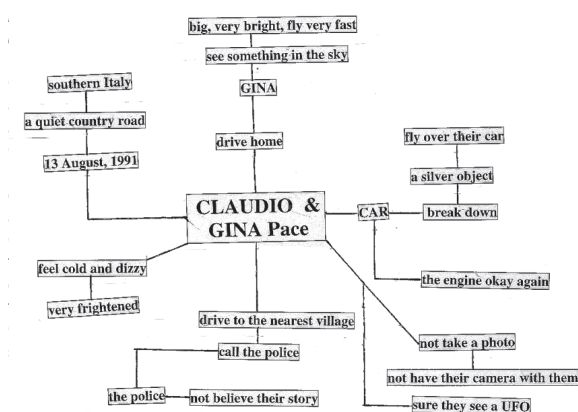 big, very bright, fly very fast
see something in the sky
GINA
drive home
southern Italy
a quiet country road
13 August, 1991
fly over their car
a silver object
break down
CAR
the engine okay again
CLAUDIO &
GINA Pace
feel cold and dizzy
very frightened
drive to the nearest village
call the police
the police
not believe their story
not take a photo
not have their camera with them
sure they see a UFO